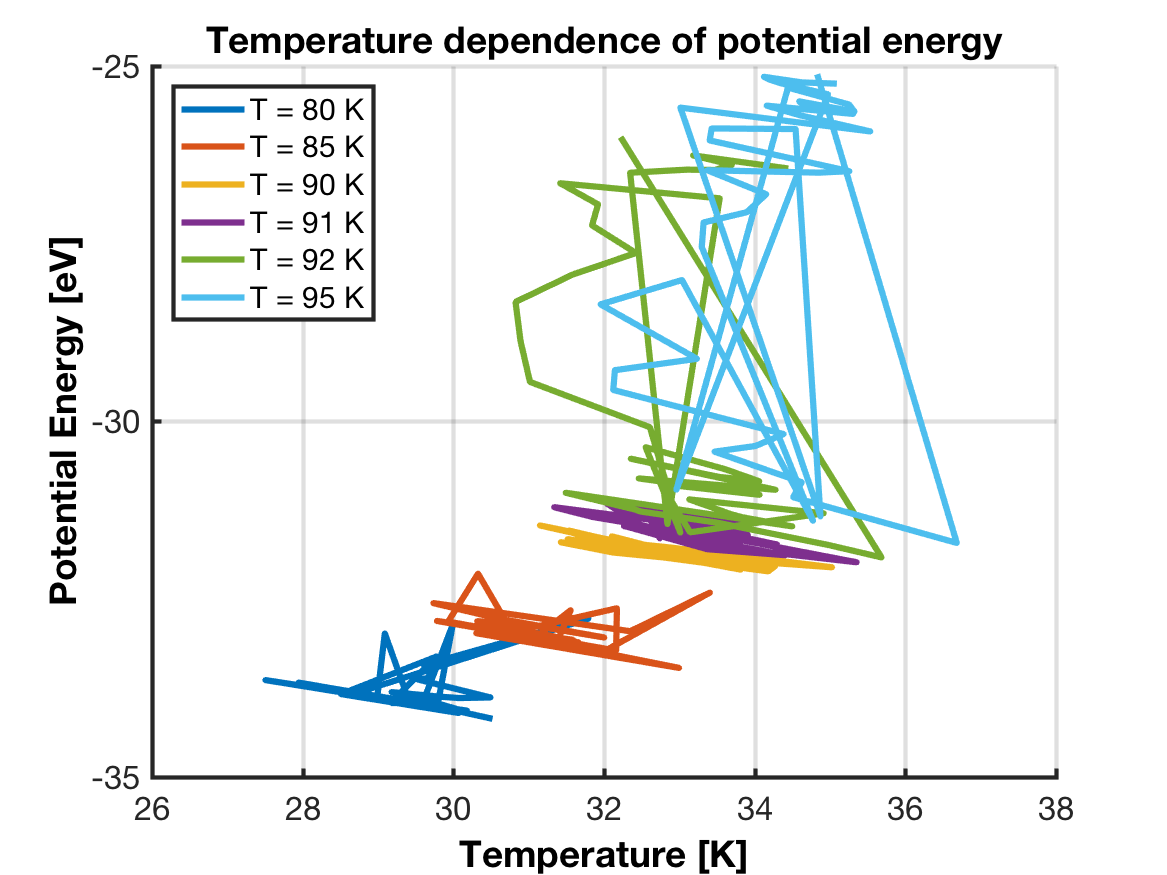 Temperature dependence of potential energy
-25
-30
-35
T = 80 K
T = 85 K
T = 90 K
T = 91 K
T = 92 K
T = 95 K
Potential Energy [eV]
26 28 30 32 34 36 38
Temperature [K]